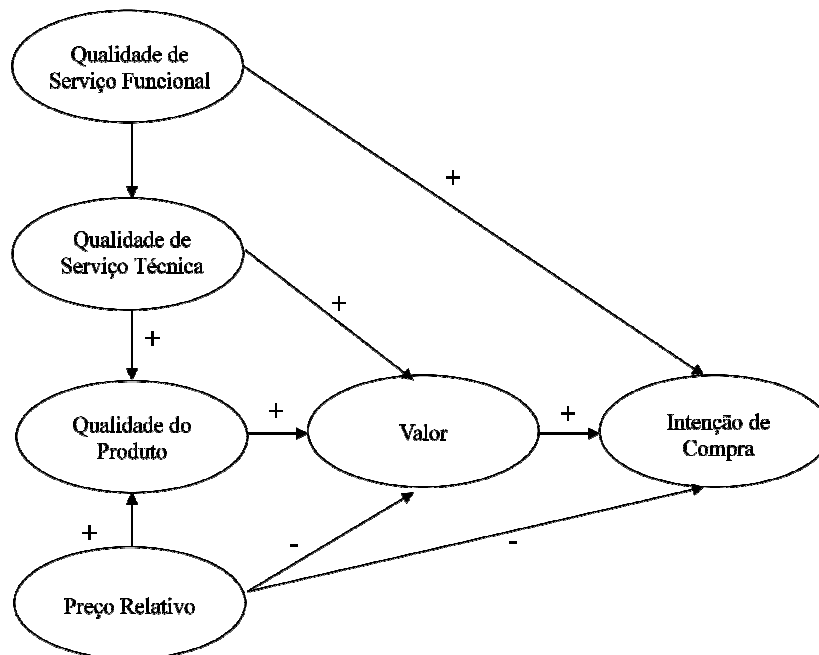 Qualidade de
Serviço Funcional
+
Qualidade de
Serviço Técnica
+
+
Qualidade do
Produto
+
Valor
+
Intenção de
Compra
+
-
-
Preço Relativo